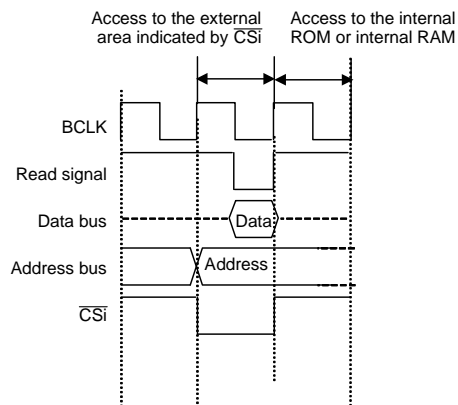 Access to the external
area indicated by CSi
Access to the internal
ROM or internal RAM
BCLK
Read signal
Data bus
Data
Address bus
Address
CSi